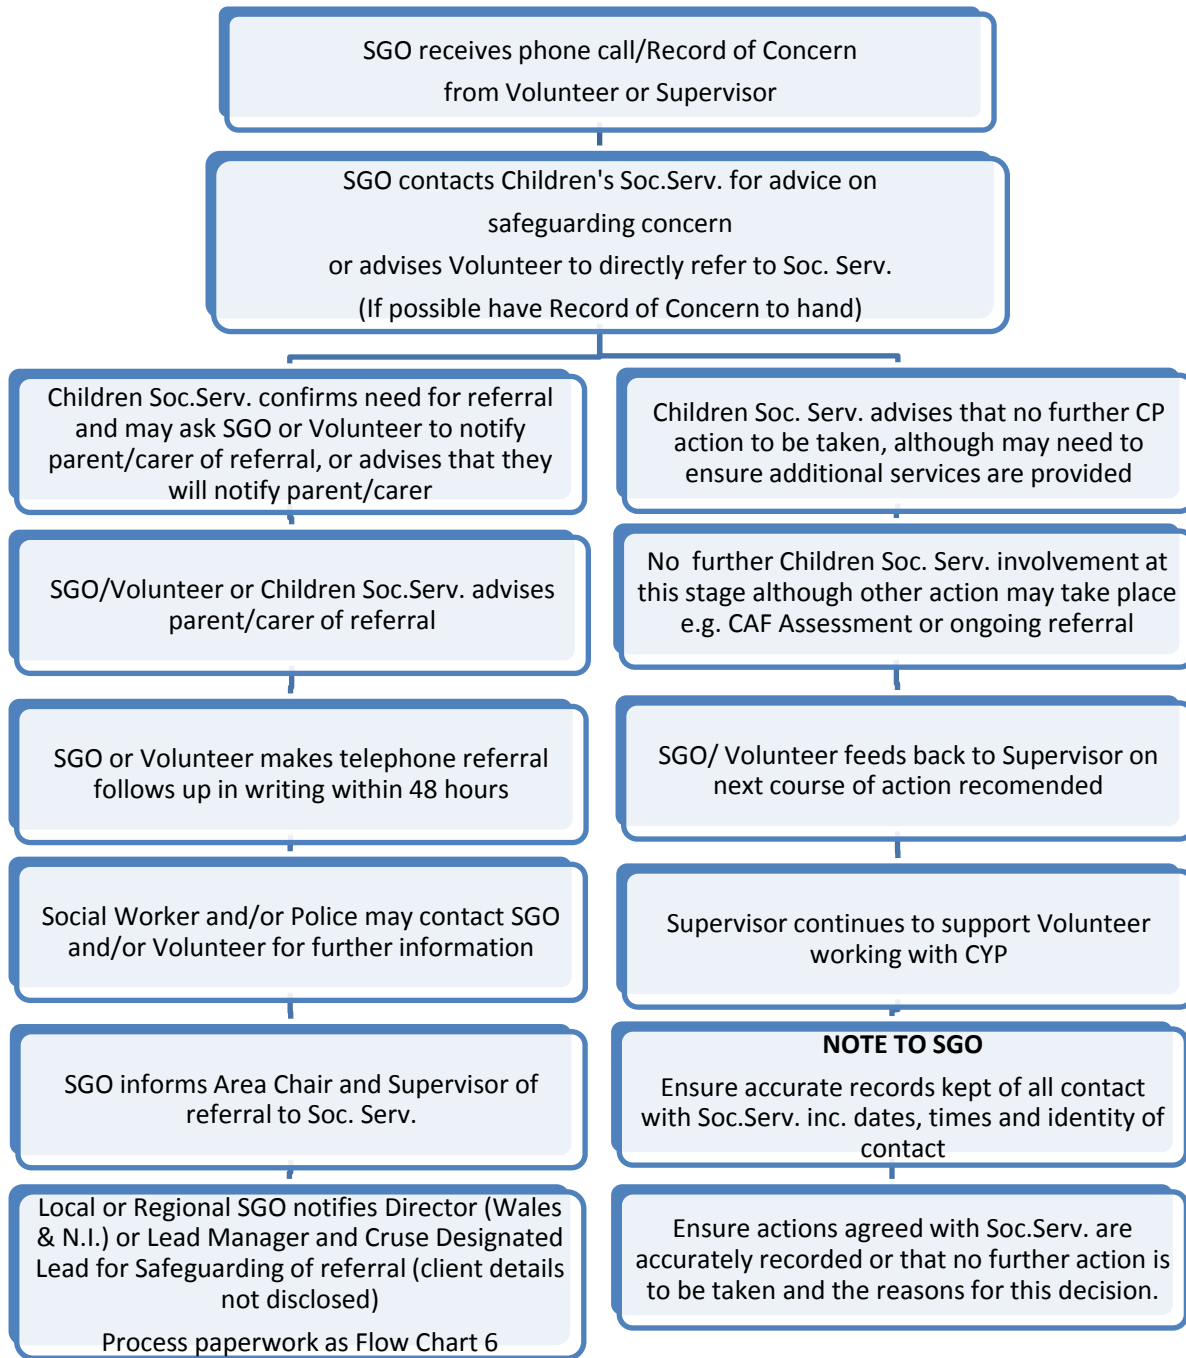 SGO receives phone call/Record of Concern
from Volunteer or Supervisor
SGO contacts Children's Soc.Serv. for advice on
safeguarding concern
or advises Volunteer to directly refer to Soc. Serv.
(If possible have Record of Concern to hand)
Children Soc.Serv. confirms need for referral
and may ask SGO or Volunteer to notify
parent/carer of referral, or advises that they
will notify parent/carer
SGO/Volunteer or Children Soc.Serv. advises
parent/carer of referral
SGO or Volunteer makes telephone referral
follows up in writing within 48 hours
Social Worker and/or Police may contact SGO
and/or Volunteer for further information
SGO informs Area Chair and Supervisor of
referral to Soc. Serv.
Local or Regional SGO notifies Director (Wales
& N.I.) or Lead Manager and Cruse Designated
Lead for Safeguarding of referral (client details
not disclosed)
Process paperwork as Flow Chart 6
Children Soc. Serv. advises that no further CP
action to be taken, although may need to
ensure additional services are provided
No further Children Soc. Serv. involvement at
this stage although other action may take place
e.g. CAF Assessment or ongoing referral
SGO/ Volunteer feeds back to Supervisor on
next course of action recomended
Supervisor continues to support Volunteer
working with CYP
NOTE TO SGO
Ensure accurate records kept of all contact
with Soc.Serv. inc. dates, times and identity of
contact
Ensure actions agreed with Soc.Serv. are
accurately recorded or that no further action is
to be taken and the reasons for this decision.